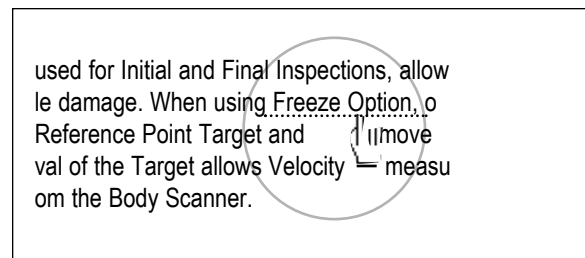 used for Initial and Final Inspections, allow
le damage. When using Freeze Option, o
Reference Point Target and move
val of the Target allows Velocity measu
om the Body Scanner.